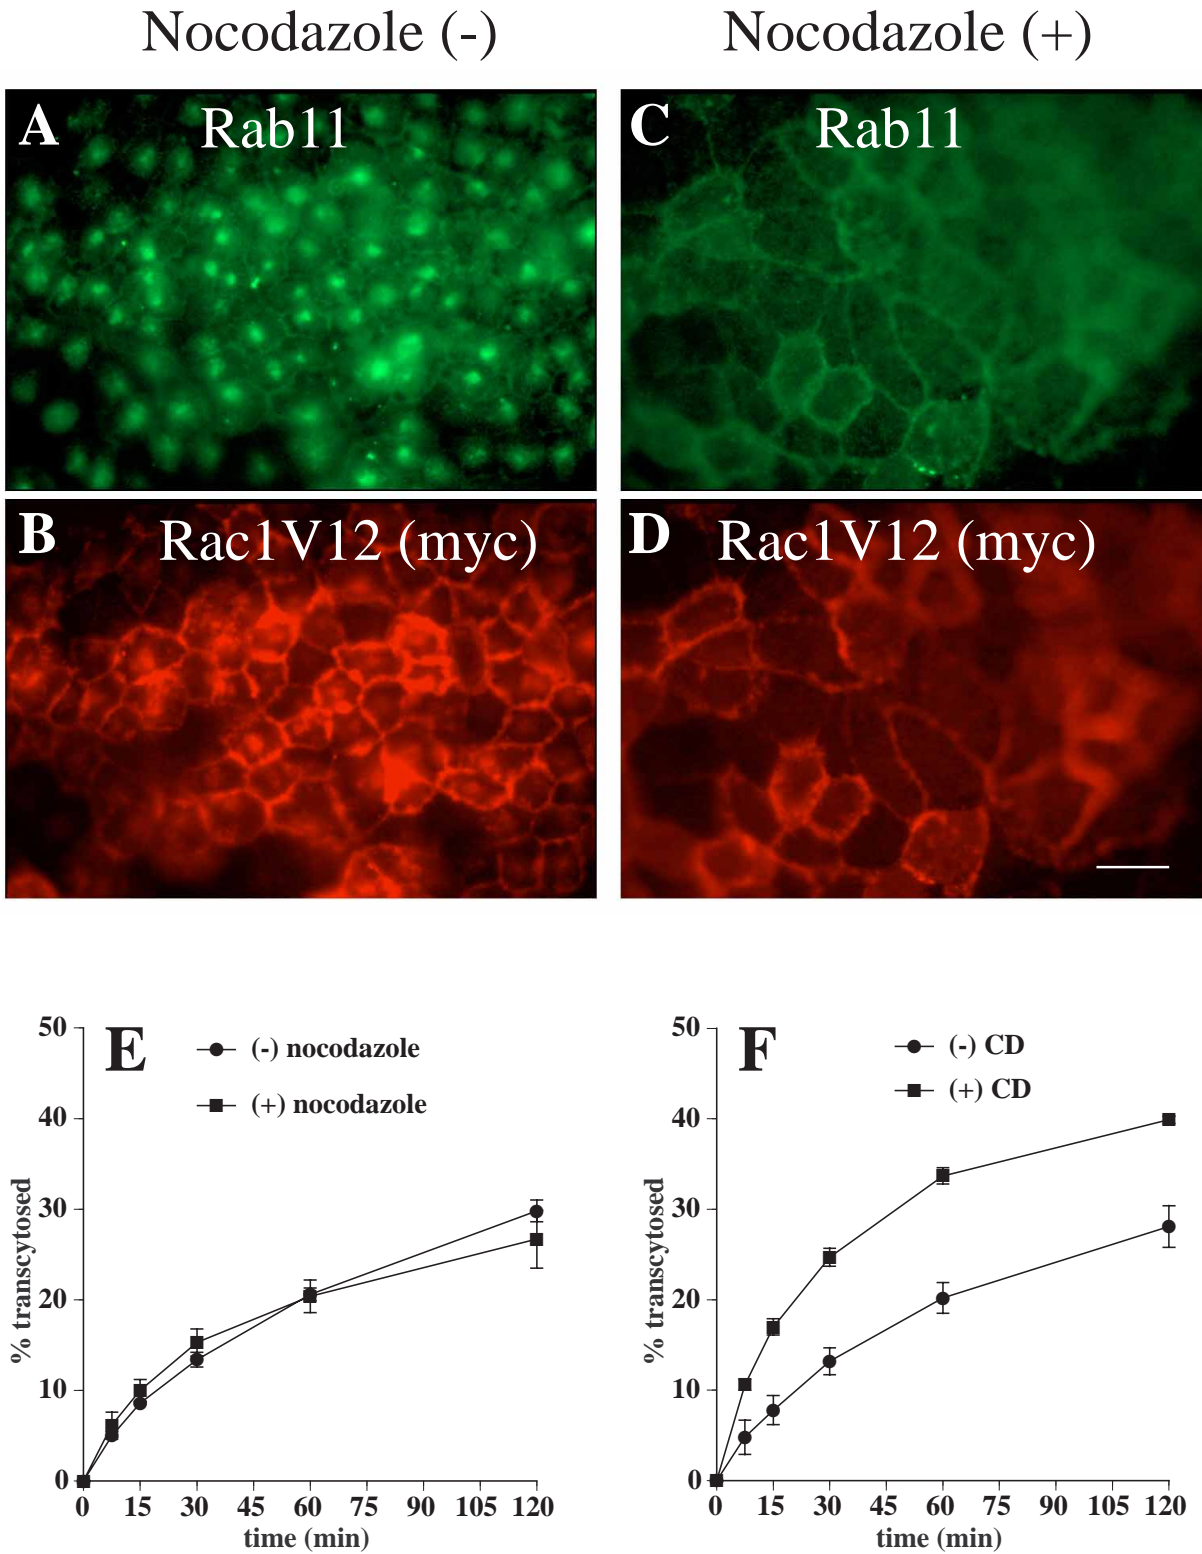 Nocodazole (-)
Nocodazole (+)
A
Rab11
C
Rab11
B
Rac1V12 (myc)
D
Rac1V12 (myc)
E
(-) nocodazole
(+) nocodazole
50
40
30
20
10
0
% transcytosed
0 15 30 45 60 75 90 105 120
time (min)
F
(-) CD
(+) CD
50
40
30
20
10
0
% transcytosed
0 15 30 45 60 75 90 105 120
time (min)